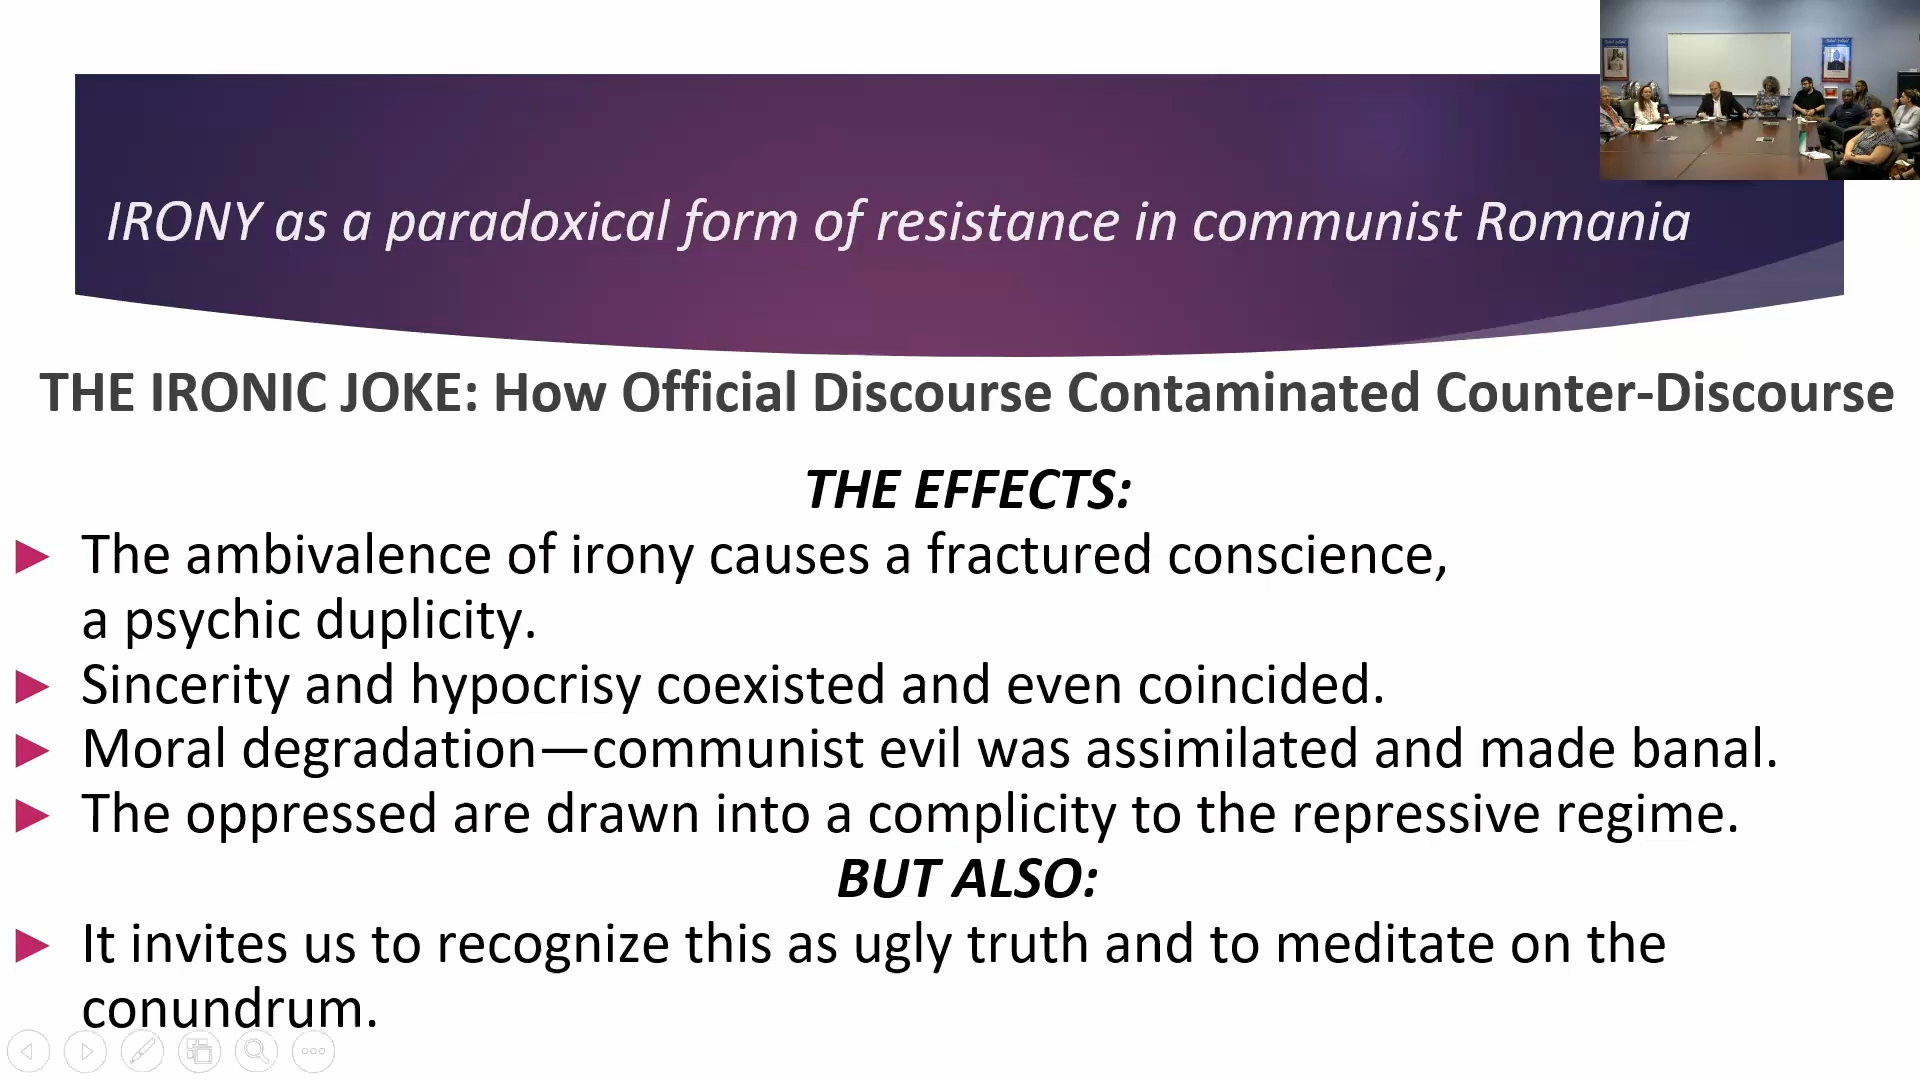 IRONY as a paradoxical form of resistance in communist Romania
THE IRONIC JOKE: How Official Discourse Contaminated Counter-Discourse
THE EFFECTS:
The ambivalence of irony causes a fractured conscience,
a psychic duplicity.
Sincerity and hypocrisy coexisted and even coincided.
Moral degradation—communist evil was assimilated and made banal.
The oppressed are drawn into a complicity to the repressive regime.
BUT ALSO:
It invites us to recognize this as ugly truth and to meditate on the
conundrum.